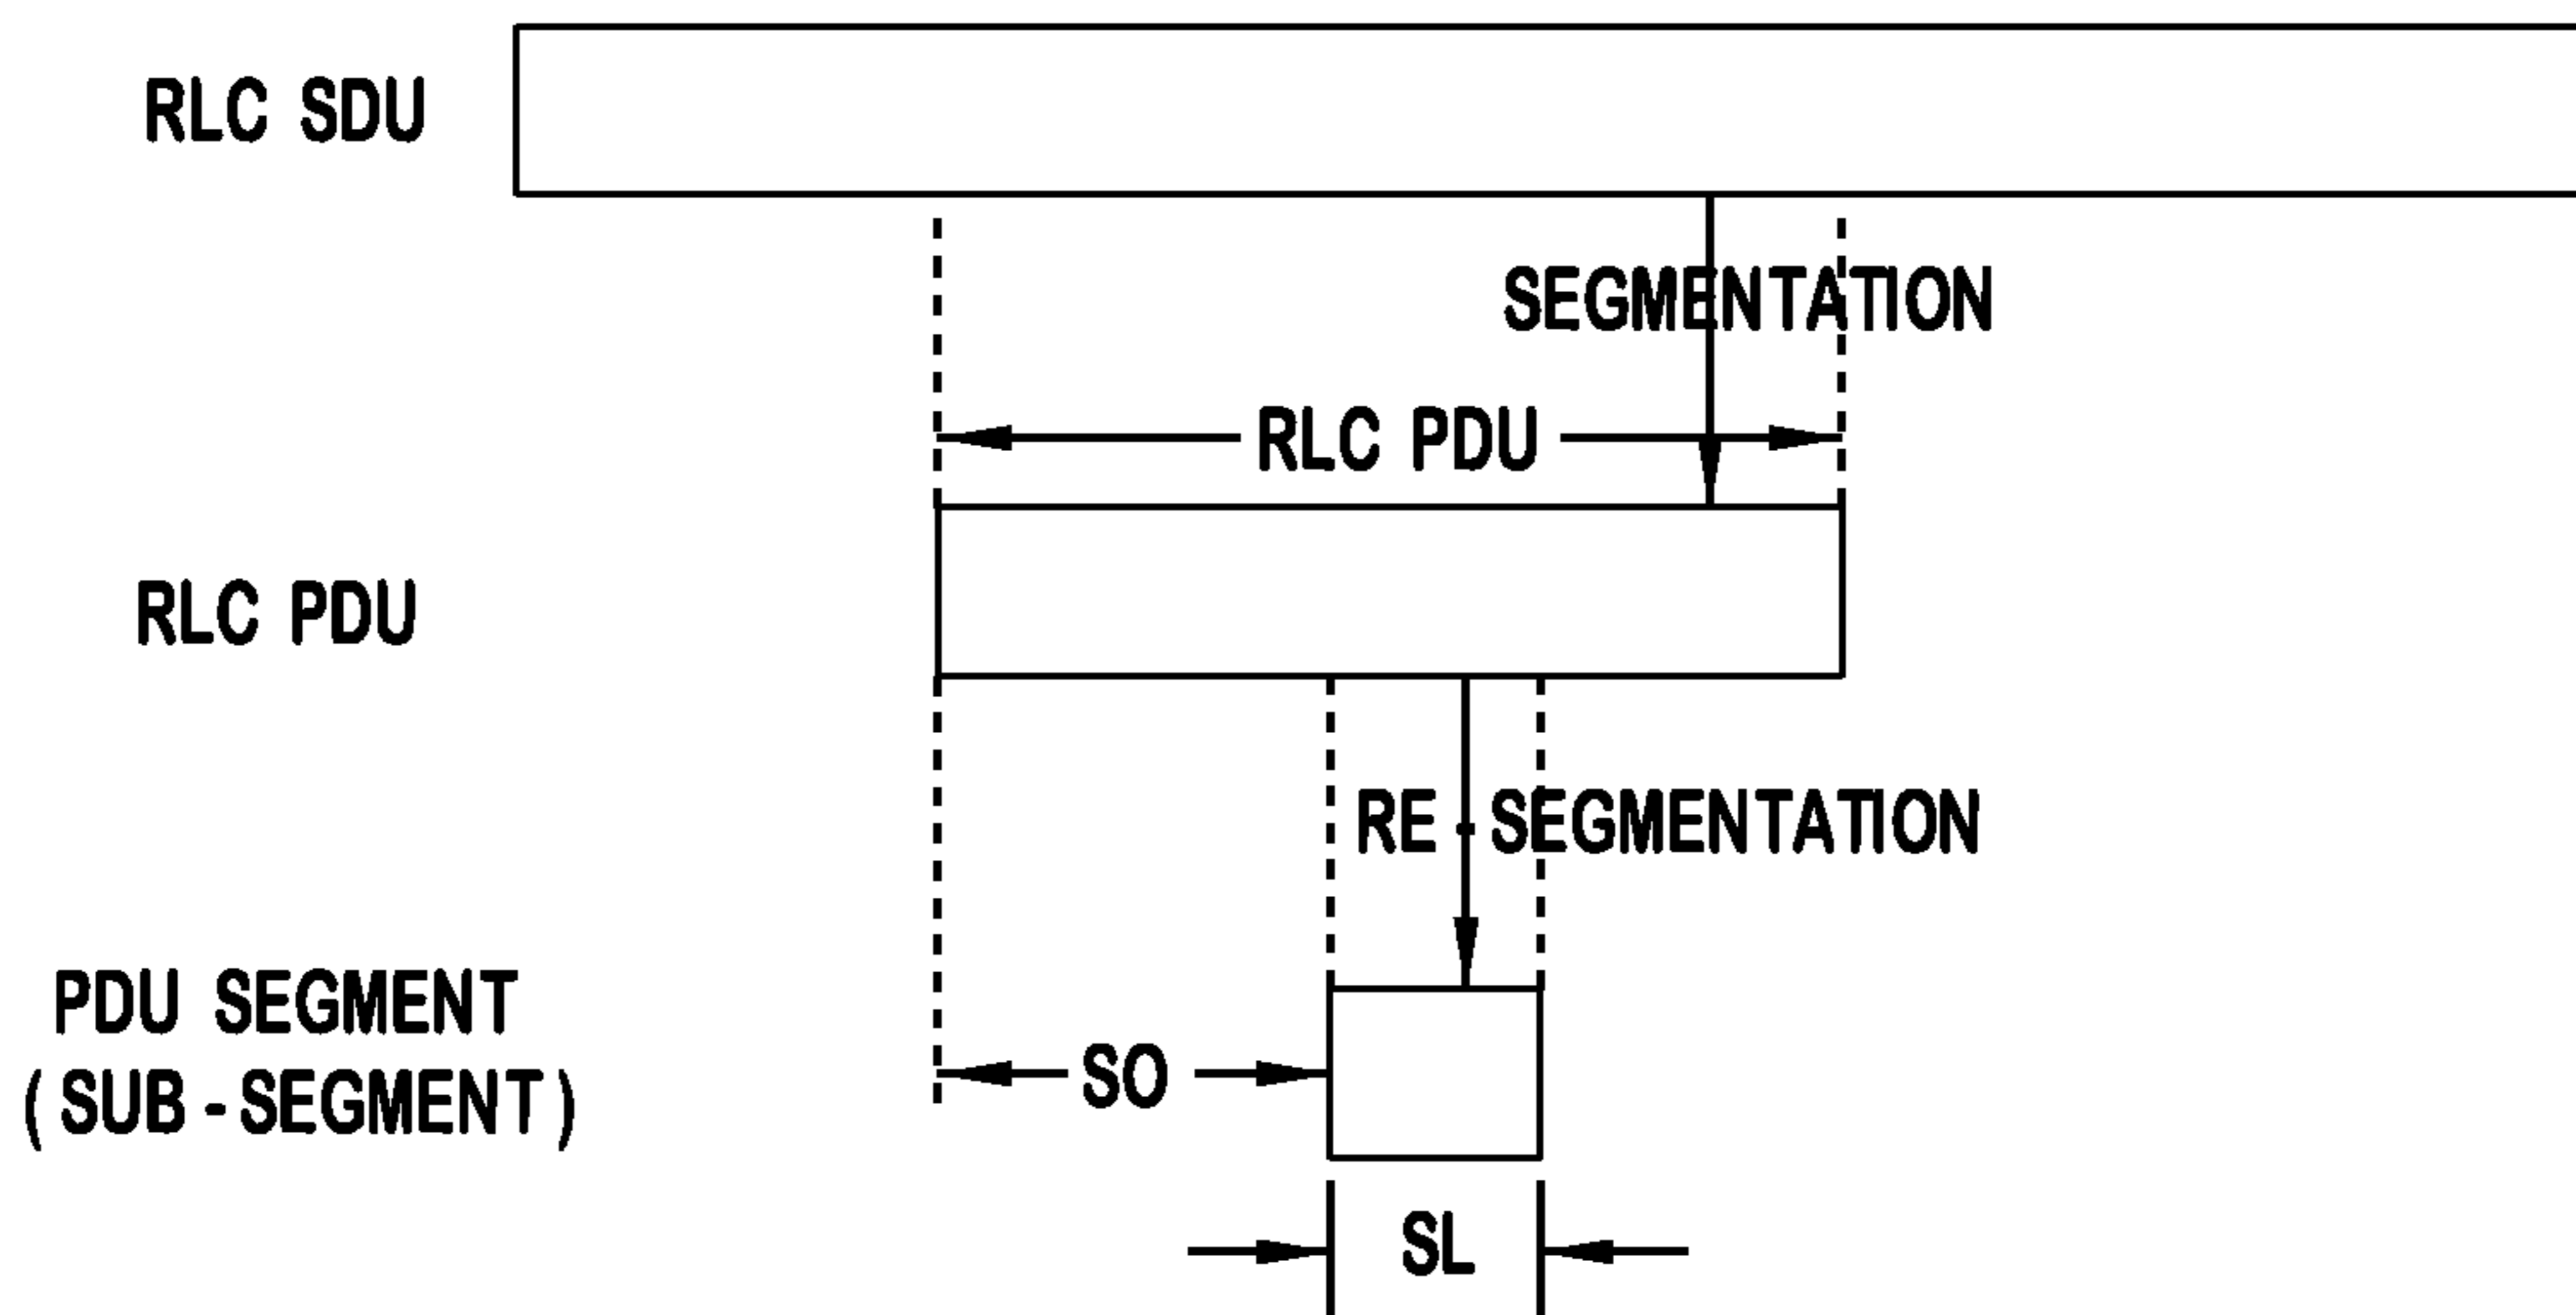 RLC SDU
SEGMENTATION
RLC PDU
RLC PDU
RE-SEGMENTATION
PDU SEGMENT
(SUB-SEGMENT)
SO
SL